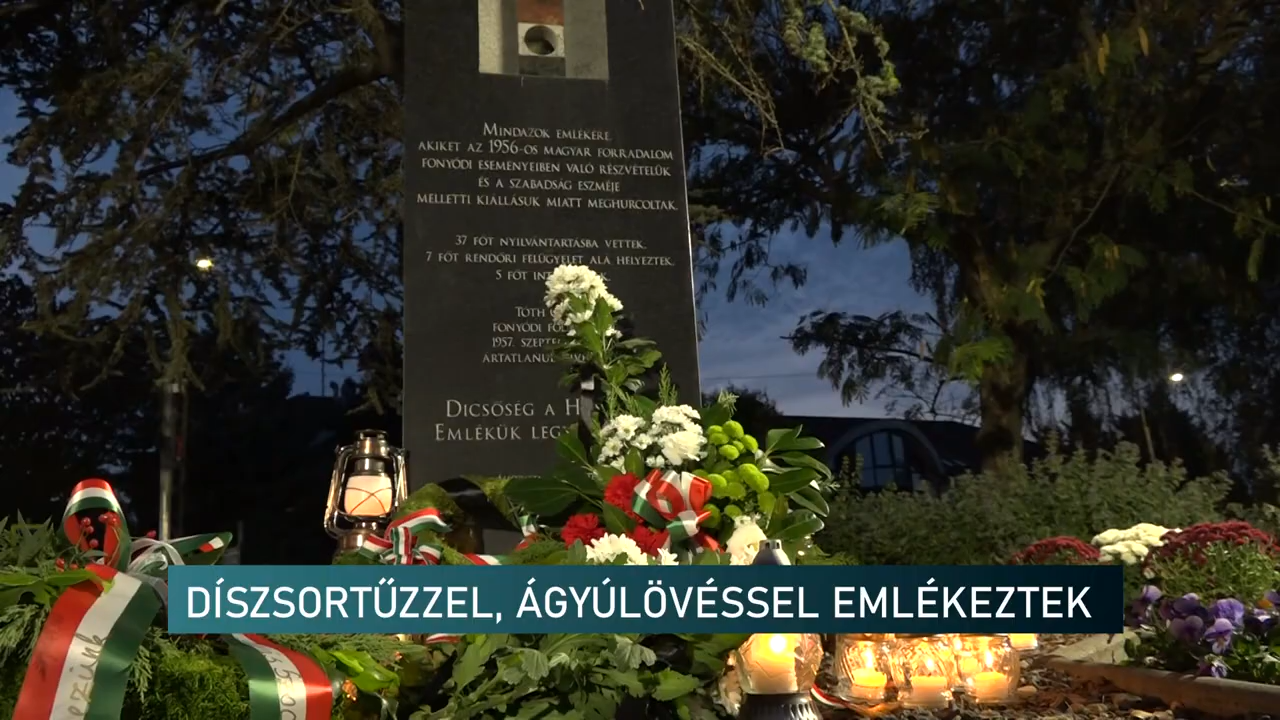 MINDAZOK EMLÉKÉRE,
AKIKET AZ 1956-OS MAGYAR FORRADALOM
FONYÓDI ESEMÉNYEIBEN VALÓ RÉSZVÉTELÜK
ÉS A SZABADSÁG ESZMÉJE
MELLETTI KIÁLLÁSUK MIATT MEGHURCOLTAK.
37 FŐT NYILVÁNTARTÁSBA VETTEK,
7 FŐT RENDŐRI FELÜGYELET ALÁ HELYEZTEK,
5 FŐT
TÓTH
FONYÓDI
1957.
DICSŐSÉG A
EMLÉKÜK
DÍSZSORTŰZZEL, ÁGYÚLÖVÉSSEL EMLÉKEZTEK